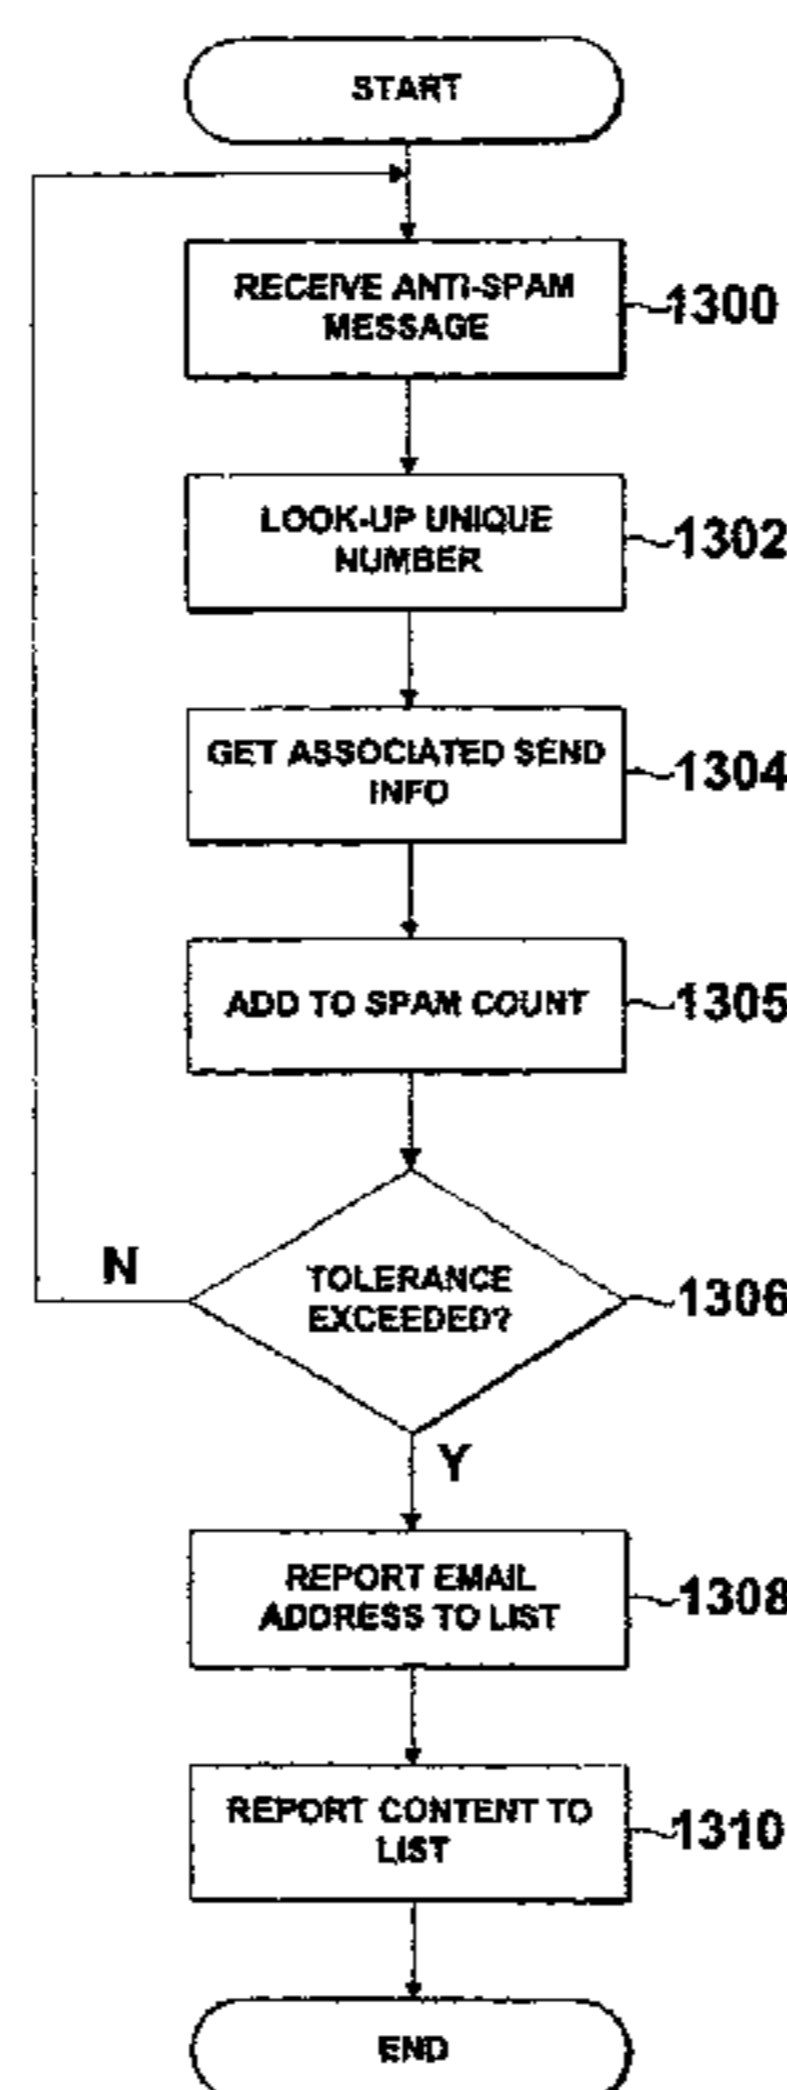 START
RECEIVE ANTI-SPAM
MESSAGE
1300
LOOK-UP UNIQUE
NUMBER
1302
GET ASSOCIATED SEND
INFO
1304
ADD TO SPAM COUNT
1305
N
TOLERANCE
EXCEEDED?
1306
Y
REPORT EMAIL
ADDRESS TO LIST
1308
REPORT CONTENT TO
LIST
1310
END